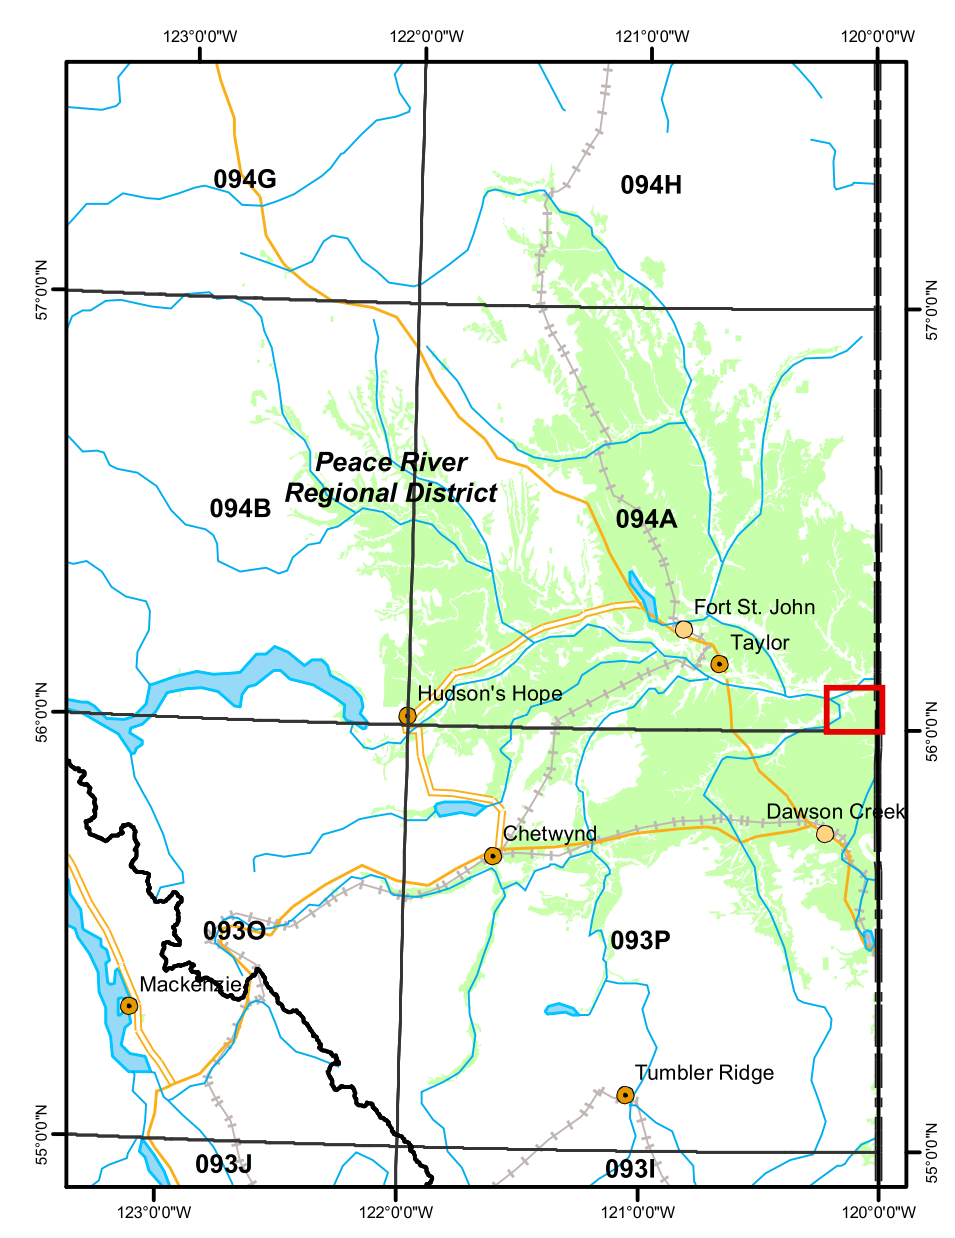 123°0'0"W 122°0'0"W 121°0'0"W 120°0'0"W
094G
094H
57°0'0"N
57°0'0"N
Peace River
Regional District
094B
094A
Fort St. John
Taylor
Hudson's Hope
56°0'0"N
56°0'0"N
Dawson Creek
Chetwynd
093O
093P
Mackenzie
Tumbler Ridge
55°0'0"N
55°0'0"N
093J
093I
123°0'0"W 122°0'0"W 121°0'0"W 120°0'0"W